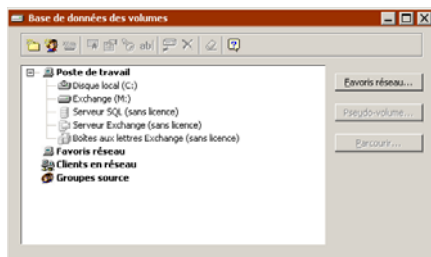 Base de données des volumes
abl
Poste de travail
Disque local (C:)
Exchange (M:)
Serveur SQL (sans licence)
Serveur Exchange (sans licence)
Boîtes aux lettres Exchange (sans licence)
Favoris réseau
Clients en réseau
Groupes source
Favoris réseau...
Pseudo-volume...
Parcourir...